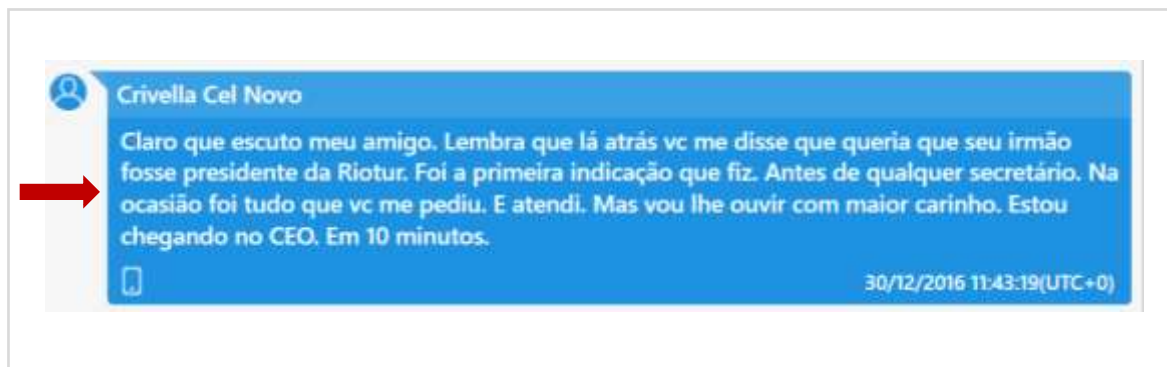 Crivella Cel Novo
Claro que escuto meu amigo. Lembra que lá atrás vc me disse que queria que seu irmão
fosse presidente da Riotur. Foi a primeira indicação que fiz. Antes de qualquer secretário. Na
ocasião foi tudo que vc me pediu. E atendi. Mas vou lhe ouvir com maior carinho. Estou
chegando no CEO. Em 10 minutos.
30/12/2016 11:43:19(UTC+0)